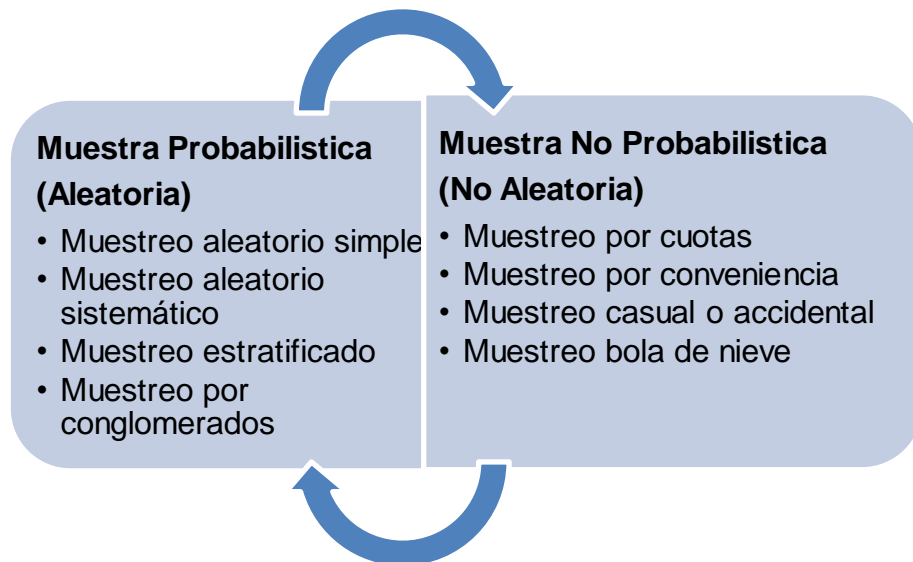 Muestra Probabilistica
(Aleatoria)
• Muestreo aleatorio simple
• Muestreo aleatorio
sistemático
• Muestreo estratificado
• Muestreo por
conglomerados
Muestra No Probabilistica
(No Aleatoria)
• Muestreo por cuotas
• Muestreo por conveniencia
• Muestreo casual o accidental
• Muestreo bola de nieve